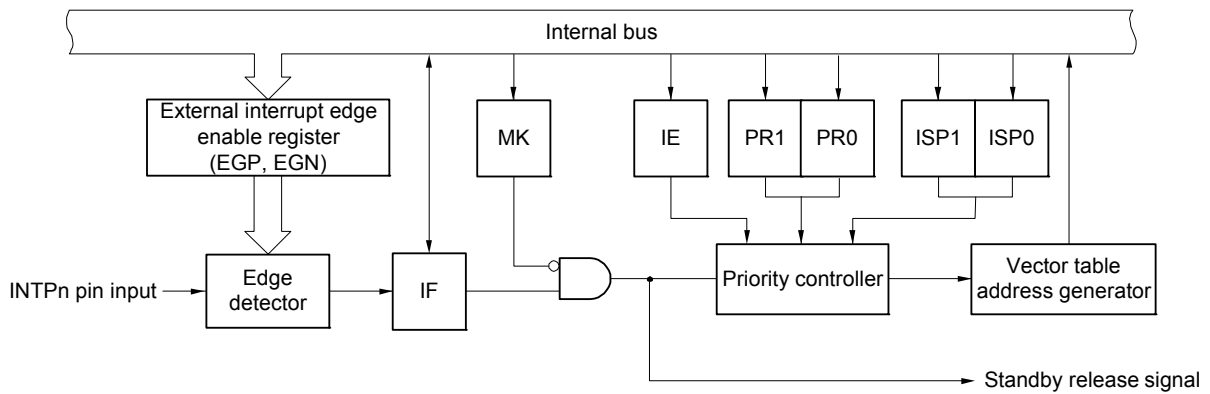 Internal bus
External interrupt edge
enable register
(EGP, EGN)
MK
IE
PR1
PR0
ISP1
ISP0
INTPn pin input
Edge
detector
IF
Priority controller
Vector table
address generator
Standby release signal